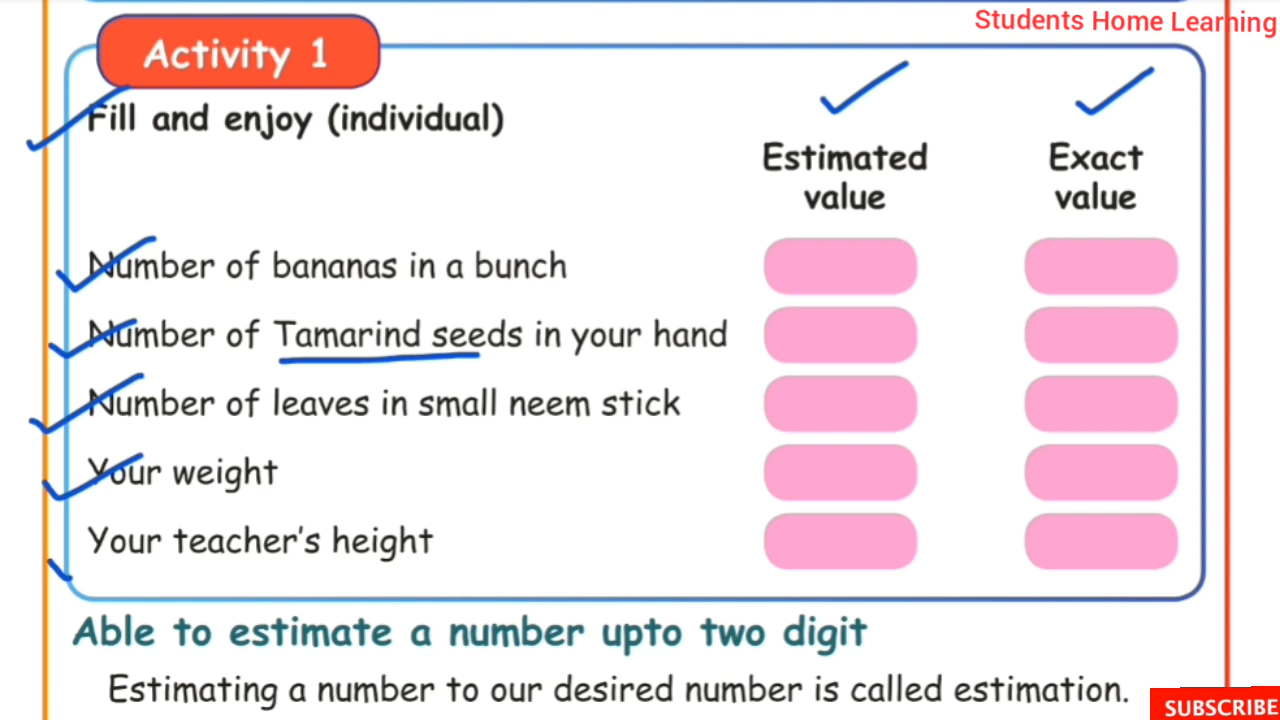 Students Home Learning
Activity 1
Fill and enjoy (individual)
Estimated value
Exact value
Number of bananas in a bunch
Number of Tamarind seeds in your hand
Number of leaves in small neem stick
Your weight
Your teacher's height
Able to estimate a number upto two digit
Estimating a number to our desired number is called estimation.
SUBSCRIBE